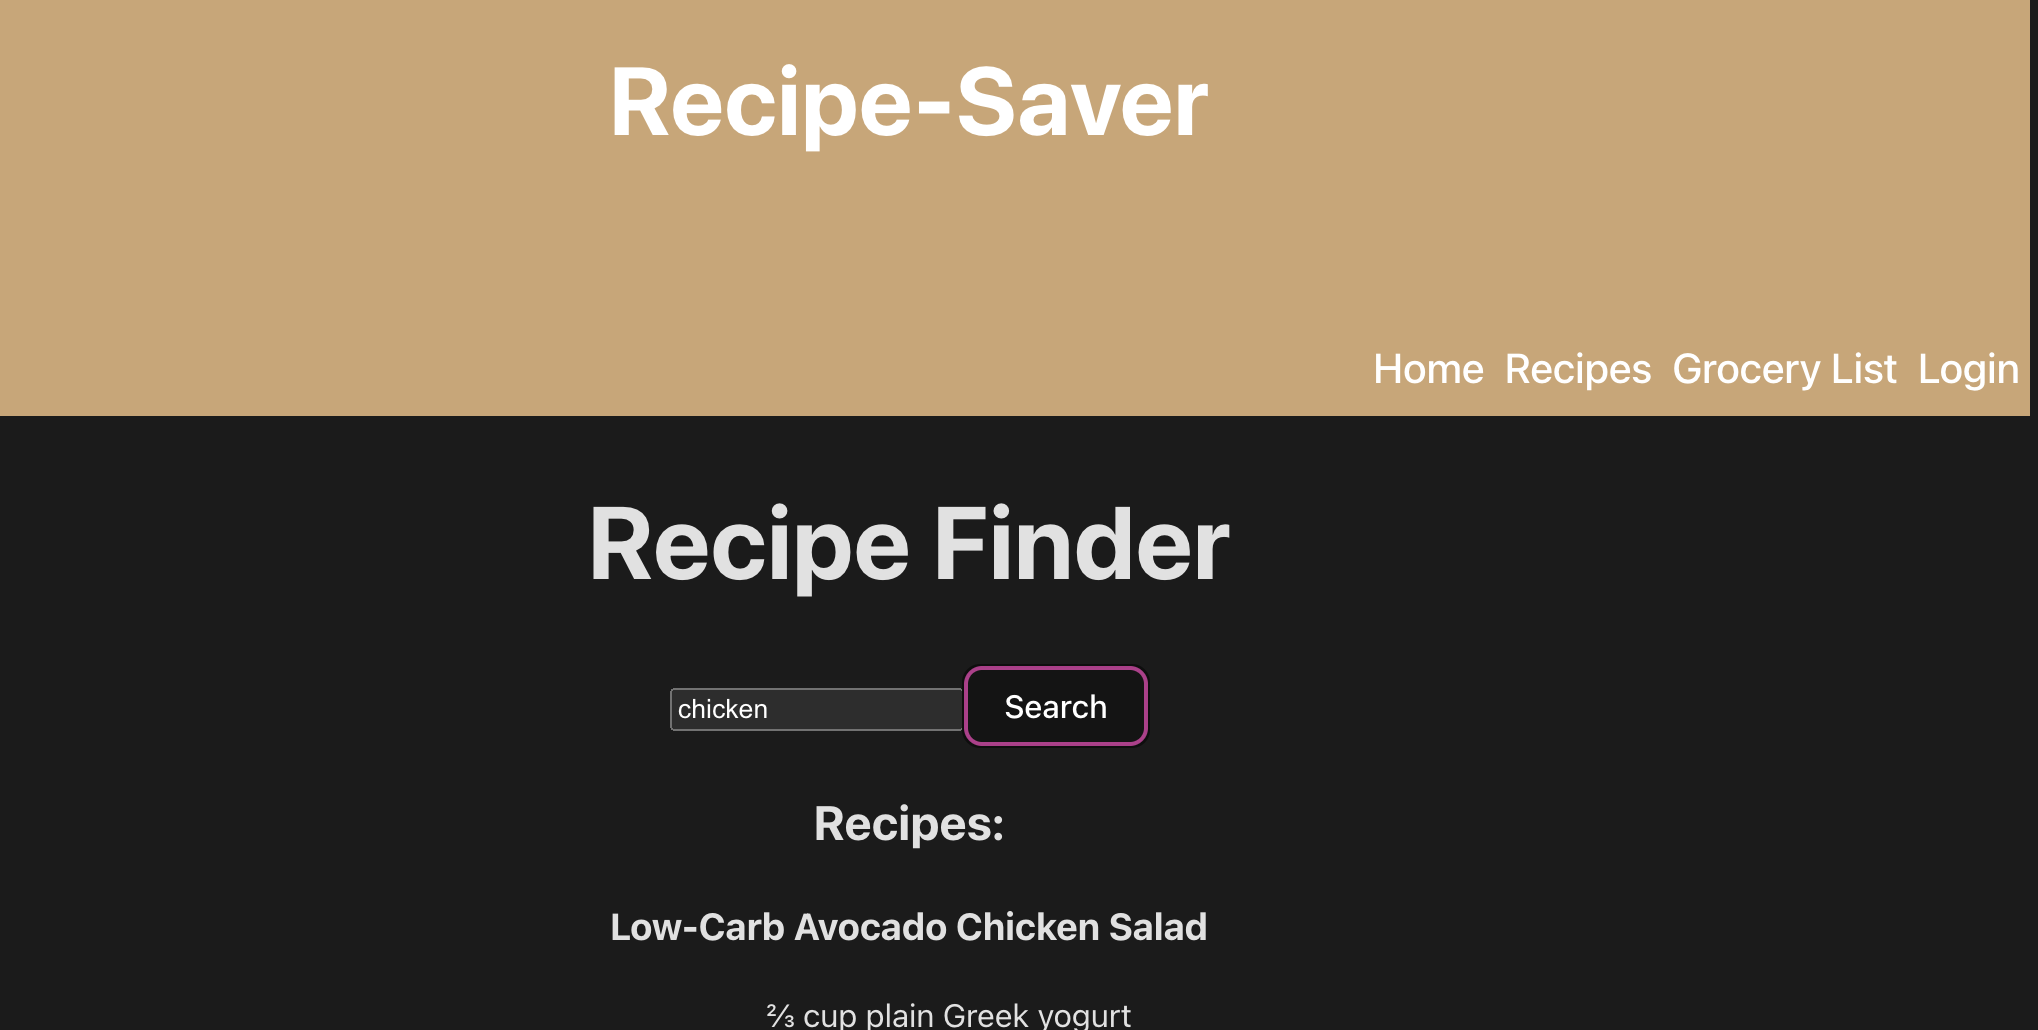 Recipe-Saver
Home Recipes Grocery List Login
Recipe Finder
chicken Search
Recipes:
Low-Carb Avocado Chicken Salad
⅔ cup plain Greek yogurt